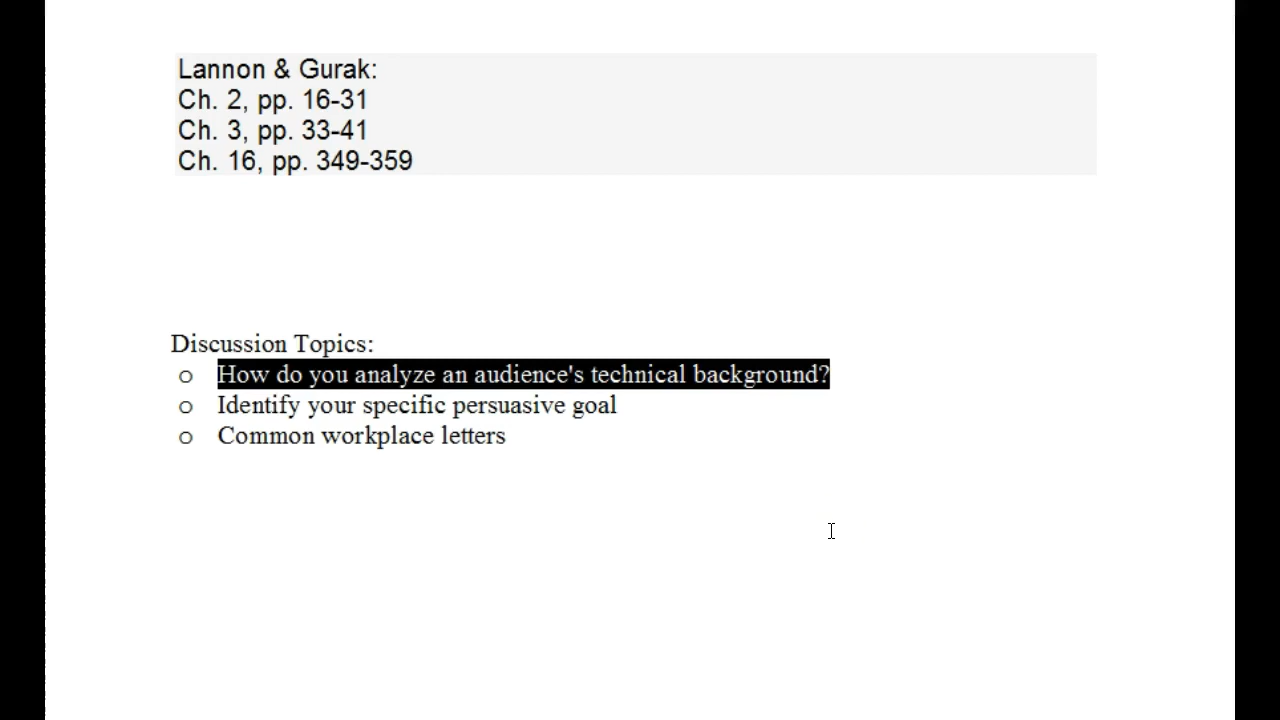 Lannon & Gurak:
Ch. 2, pp. 16-31
Ch. 3, pp. 33-41
Ch. 16, pp. 349-359
Discussion Topics:
o How do you analyze an audience's technical background?
o Identify your specific persuasive goal
o Common workplace letters